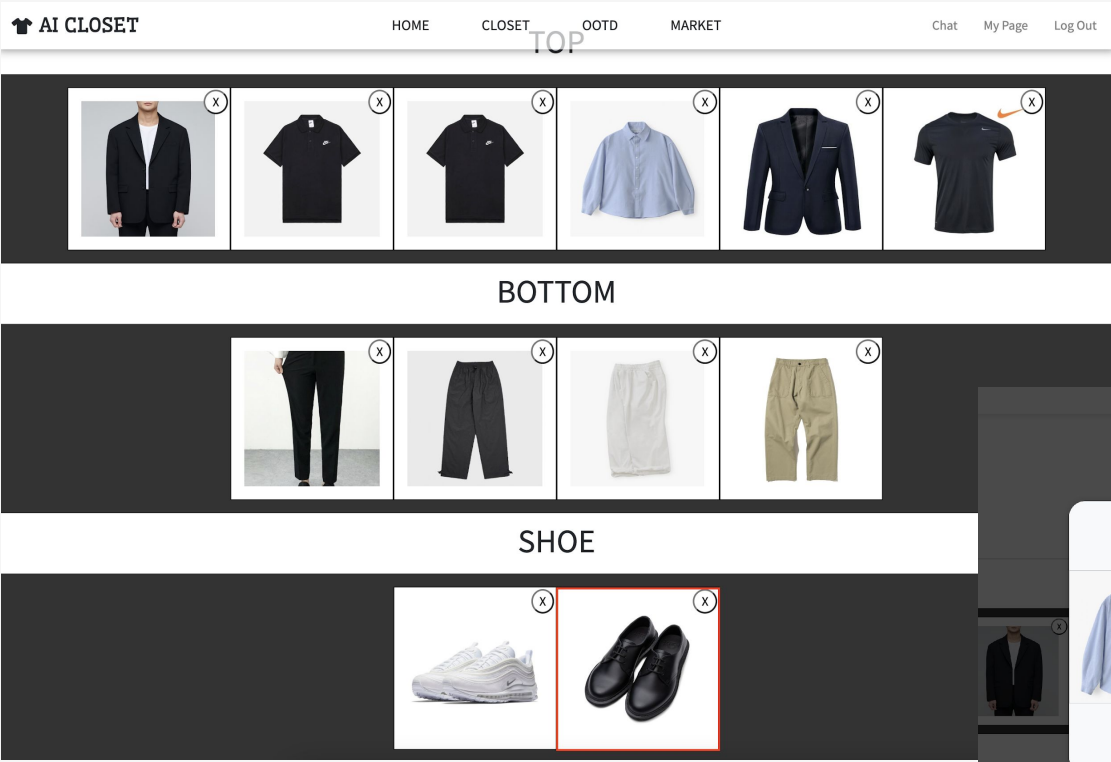 AI CLOSET HOME CLOSET OOTD MARKET Chat My Page Log Out
TOP
X X X X X X
BOTTOM
X X X X
SHOE
X X
X